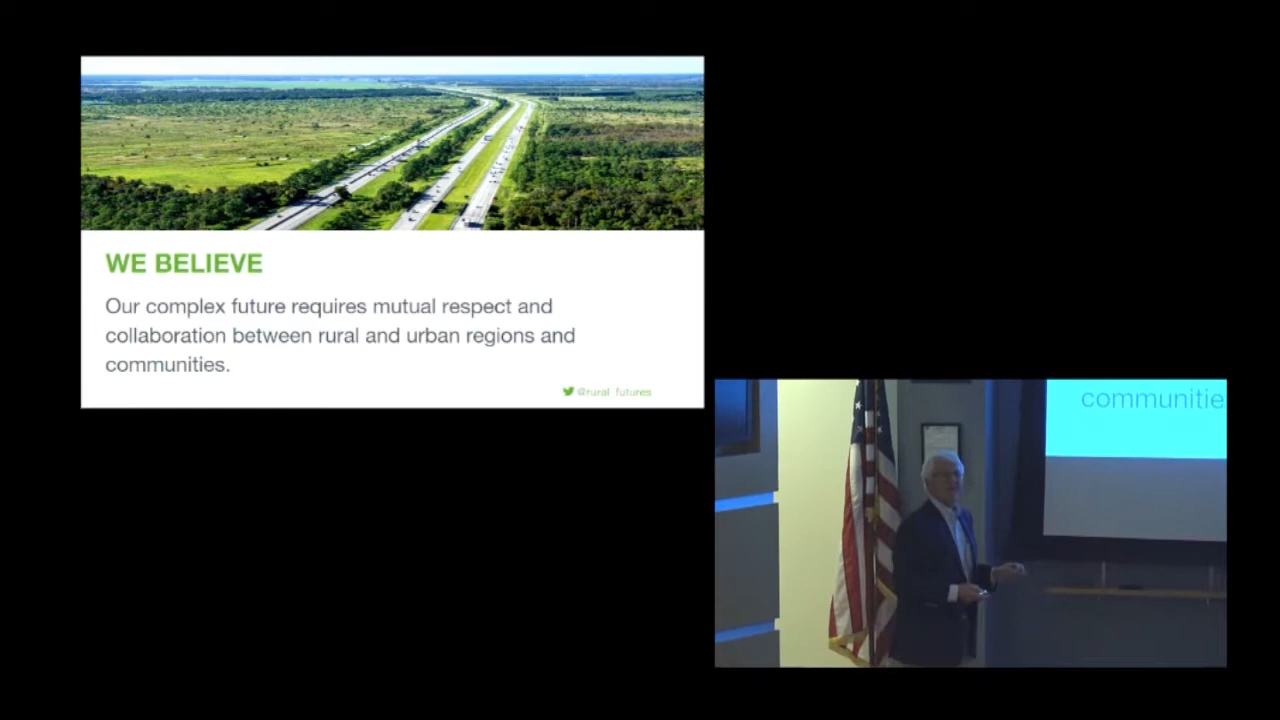 WE BELIEVE
Our complex future requires mutual respect and
collaboration between rural and urban regions and
communities.
@rural_futures
communitie